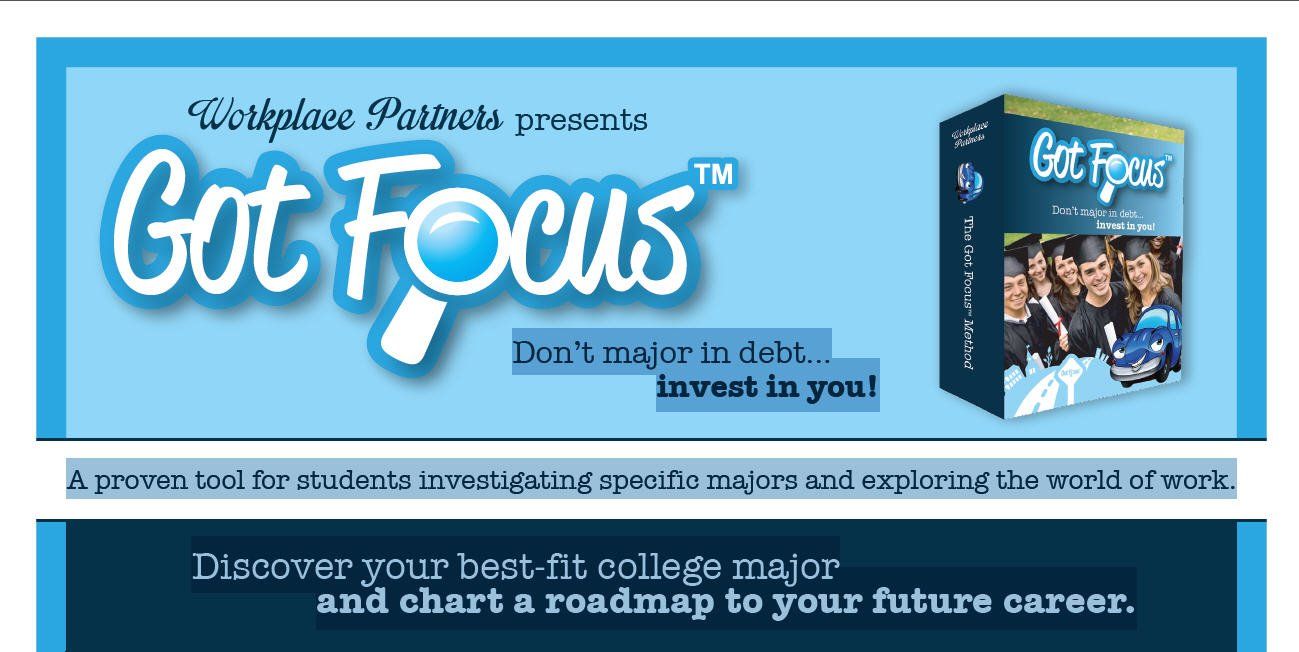 Workplace Partners presents
Got Focus™
Don't major in debt...
invest in you!
Workplace
Partners
The Got Focus™ Method
Got Focus™
Don't major in debt...
invest in you!
A proven tool for students investigating specific majors and exploring the world of work.
Discover your best-fit college major
and chart a roadmap to your future career.